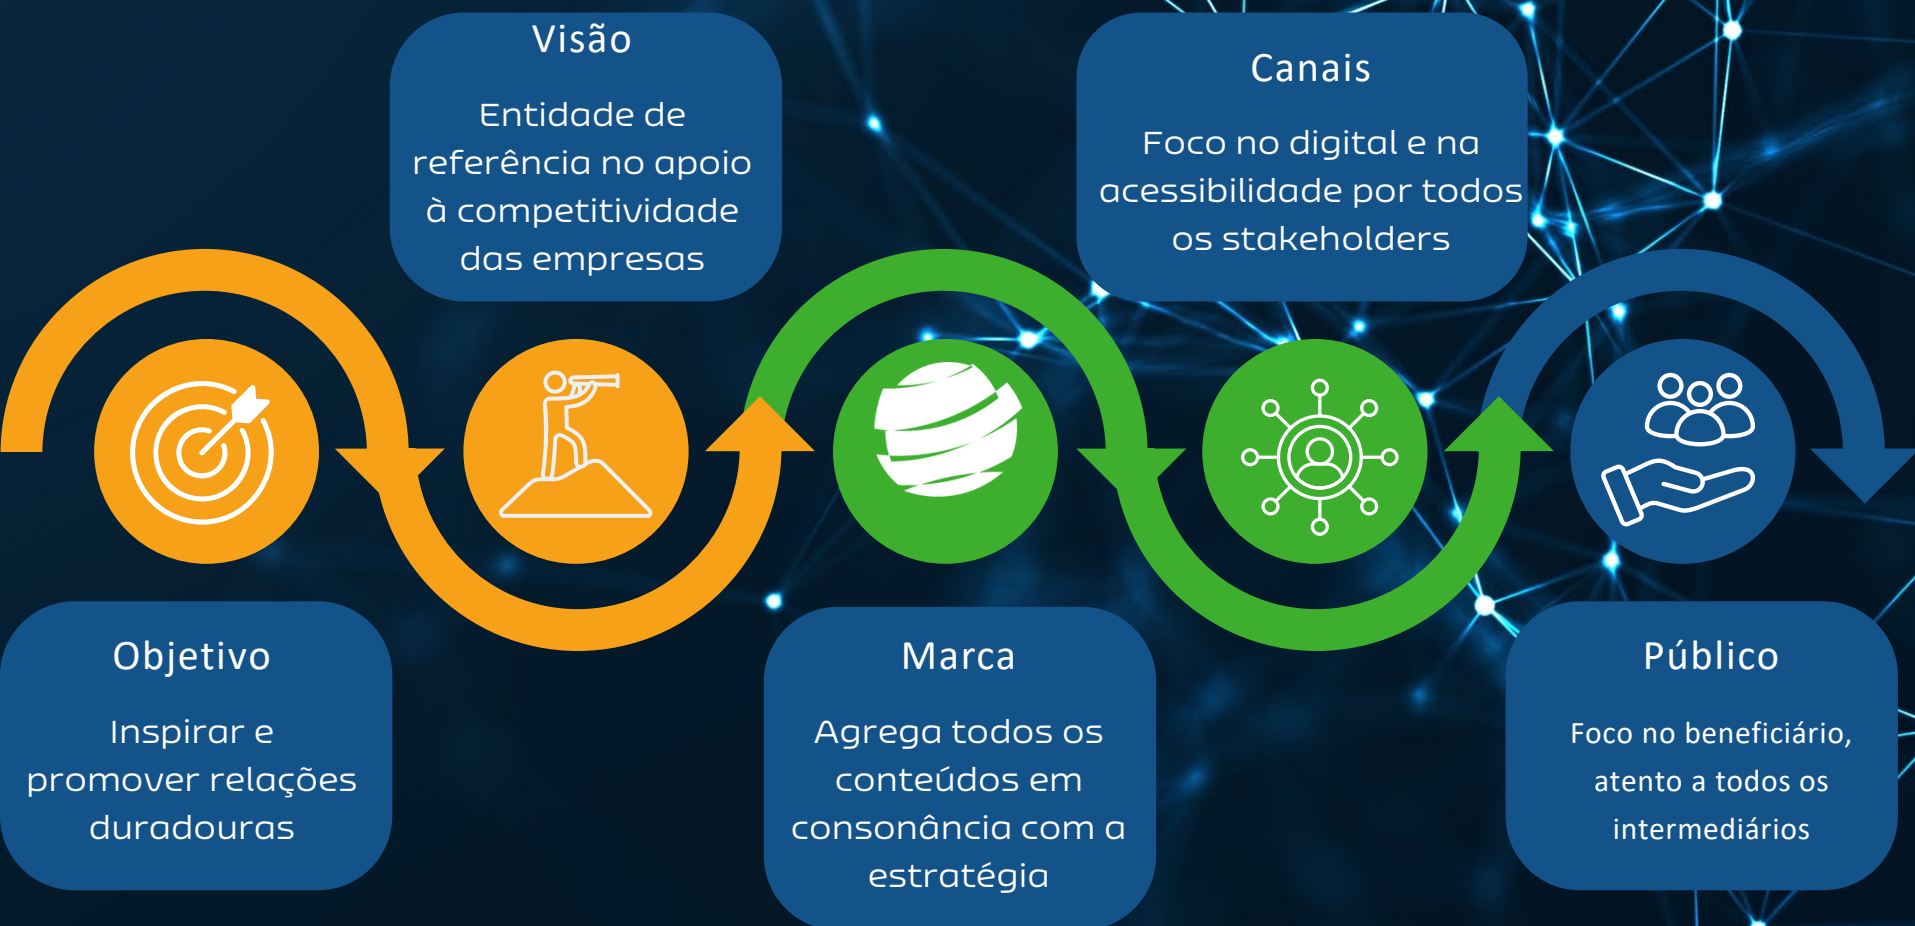 Visão
Entidade de
referência no apoio
à competitividade
das empresas
Canais
Foco no digital e na
acessibilidade por todos
os stakeholders
Objetivo
Inspirar e
promover relações
duradouras
Marca
Agrega todos os
conteúdos em
consonância com a
estratégia
Público
Foco no beneficiário,
atento a todos os
intermediários